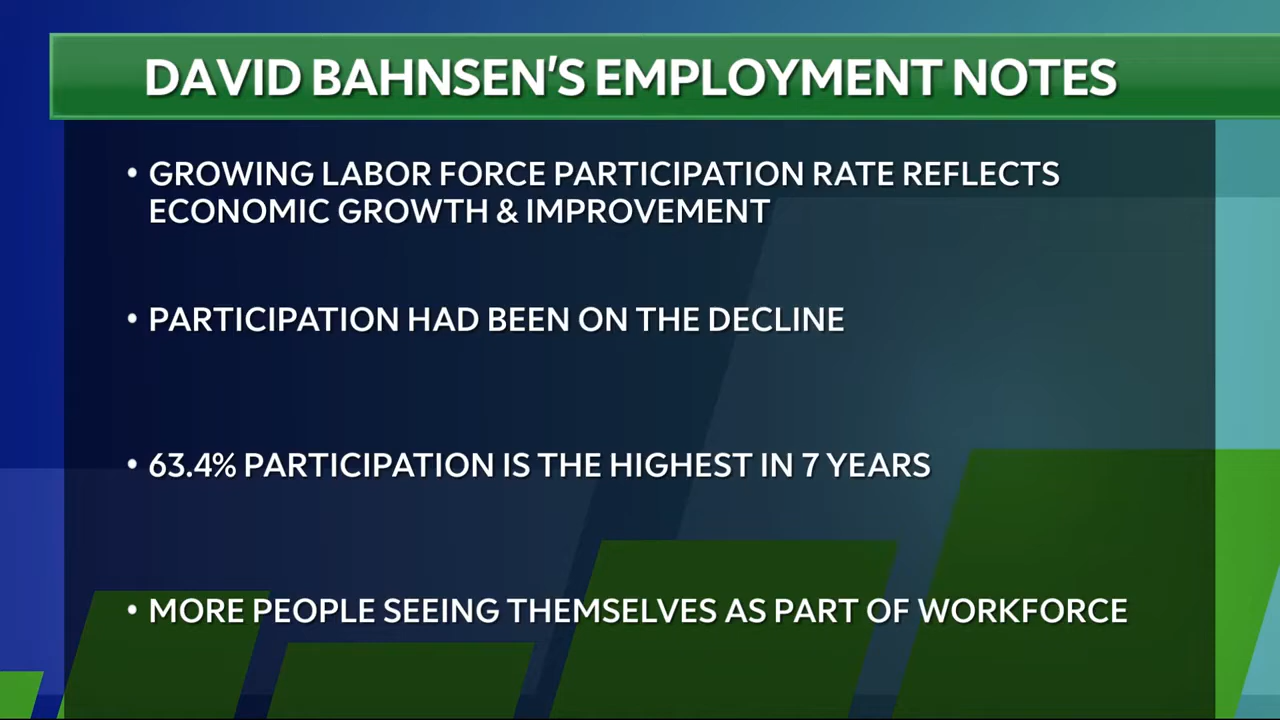 DAVID BAHNSEN'S EMPLOYMENT NOTES
• GROWING LABOR FORCE PARTICIPATION RATE REFLECTS
ECONOMIC GROWTH & IMPROVEMENT
• PARTICIPATION HAD BEEN ON THE DECLINE
• 63.4% PARTICIPATION IS THE HIGHEST IN 7 YEARS
• MORE PEOPLE SEEING THEMSELVES AS PART OF WORKFORCE